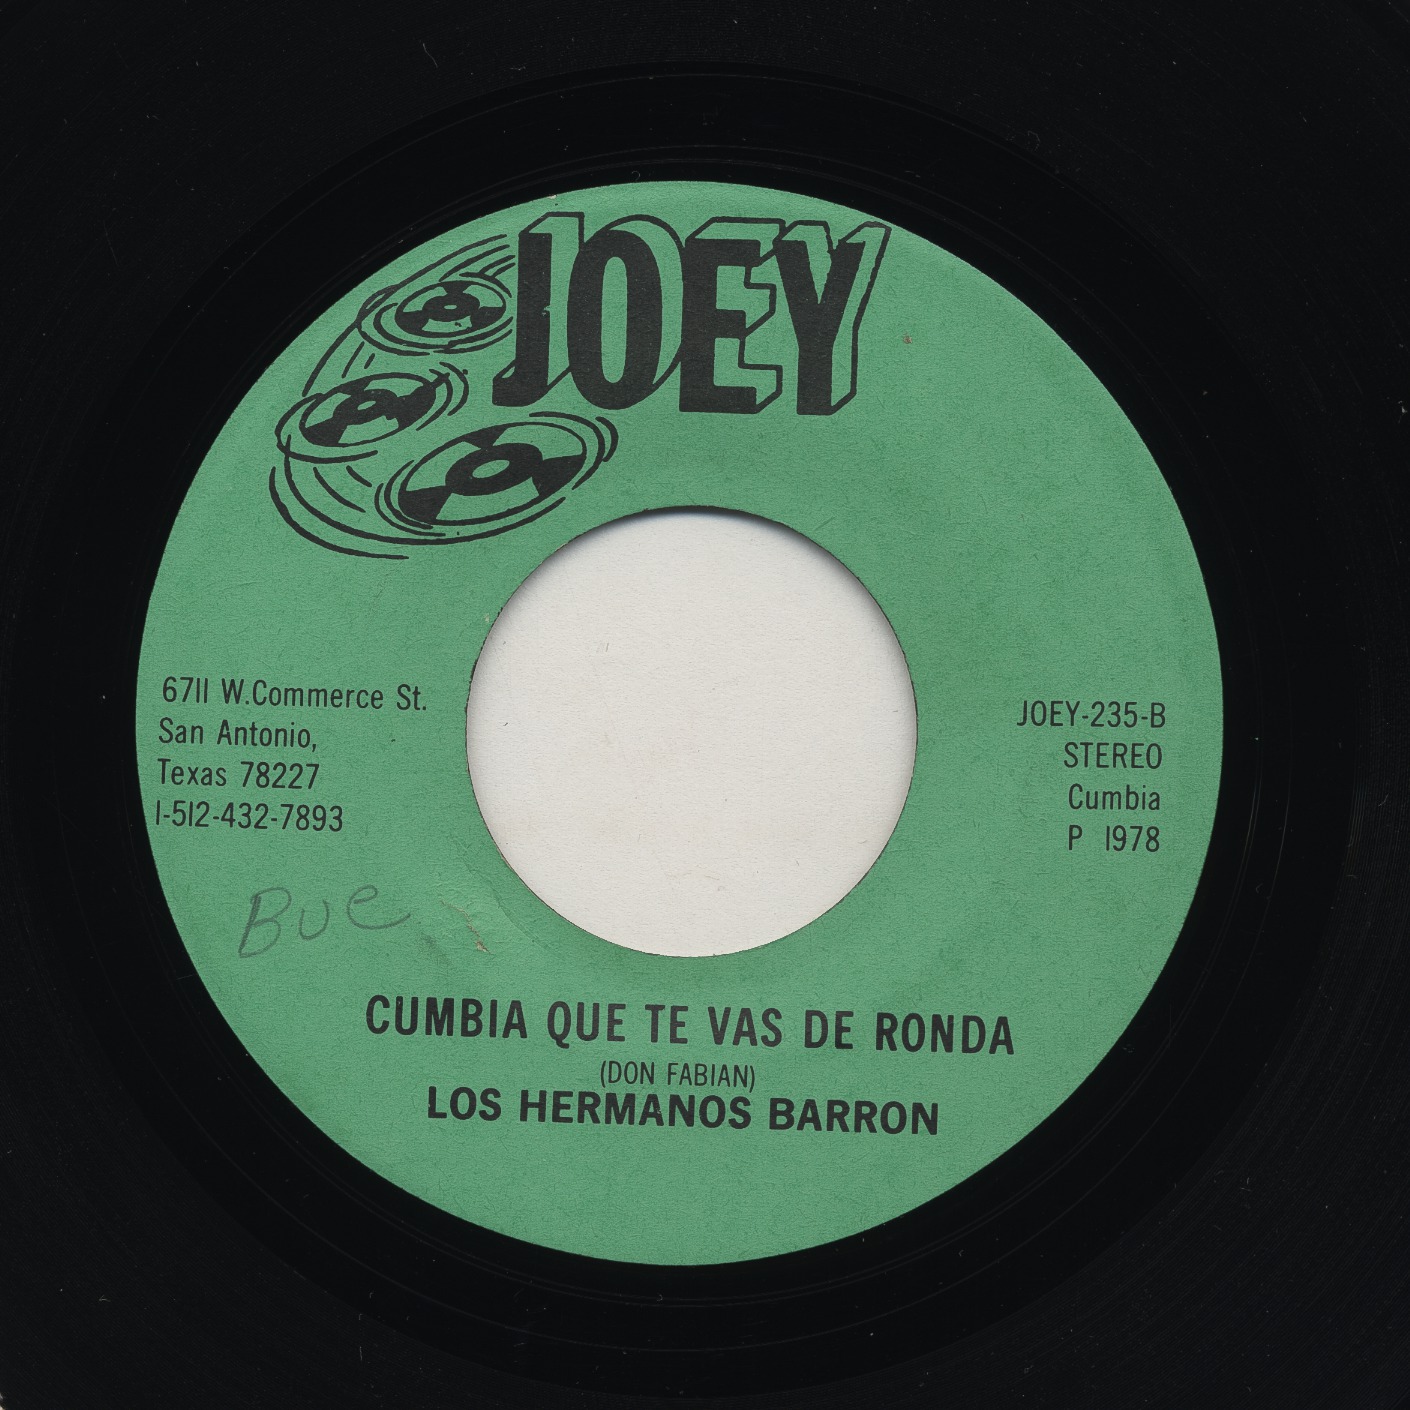 JOEY
6711 W.Commerce St.
San Antonio,
Texas 78227
1-512-432-7893
JOEY-235-B
STEREO
Cumbia
P 1978
Bue
CUMBIA QUE TE VAS DE RONDA
(DON FABIAN)
LOS HERMANOS BARRON